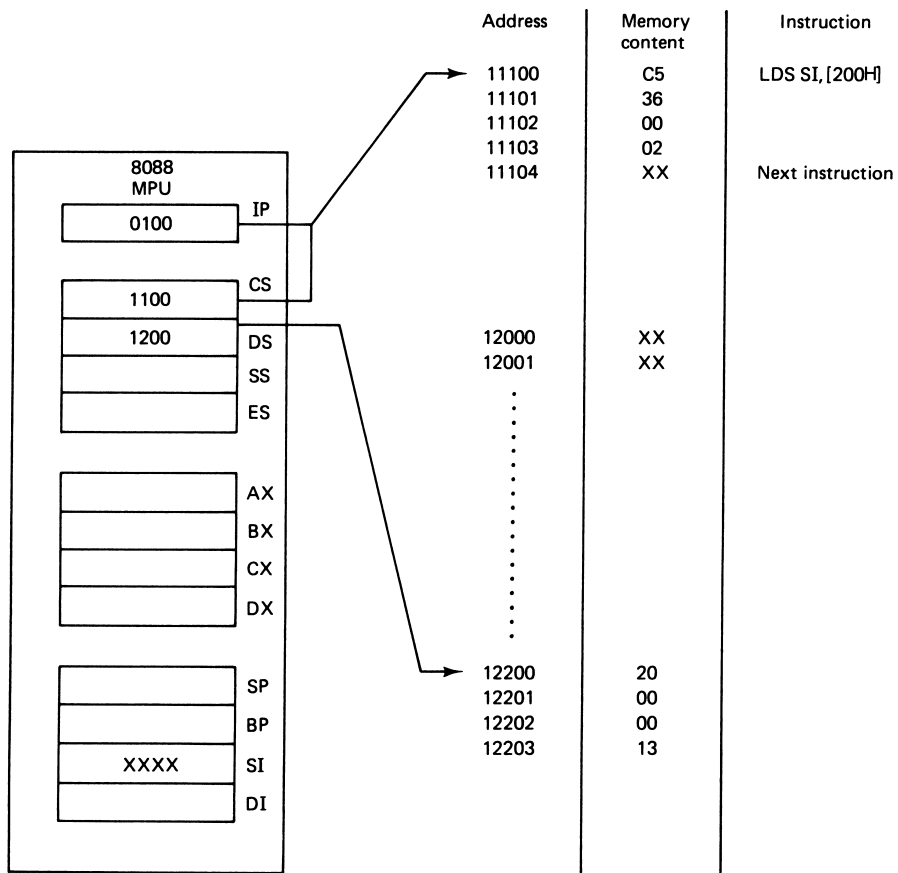 Address Memory content Instruction
11100 C5 LDS SI, [200H]
11101 36
11102 00
11103 02
11104 XX Next instruction
8088
MPU
0100 IP
1100 CS
1200 DS
SS
ES
12000 XX
12001 XX
AX
BX
CX
DX
SP
BP
XXXX SI
DI
12200 20
12201 00
12202 00
12203 13